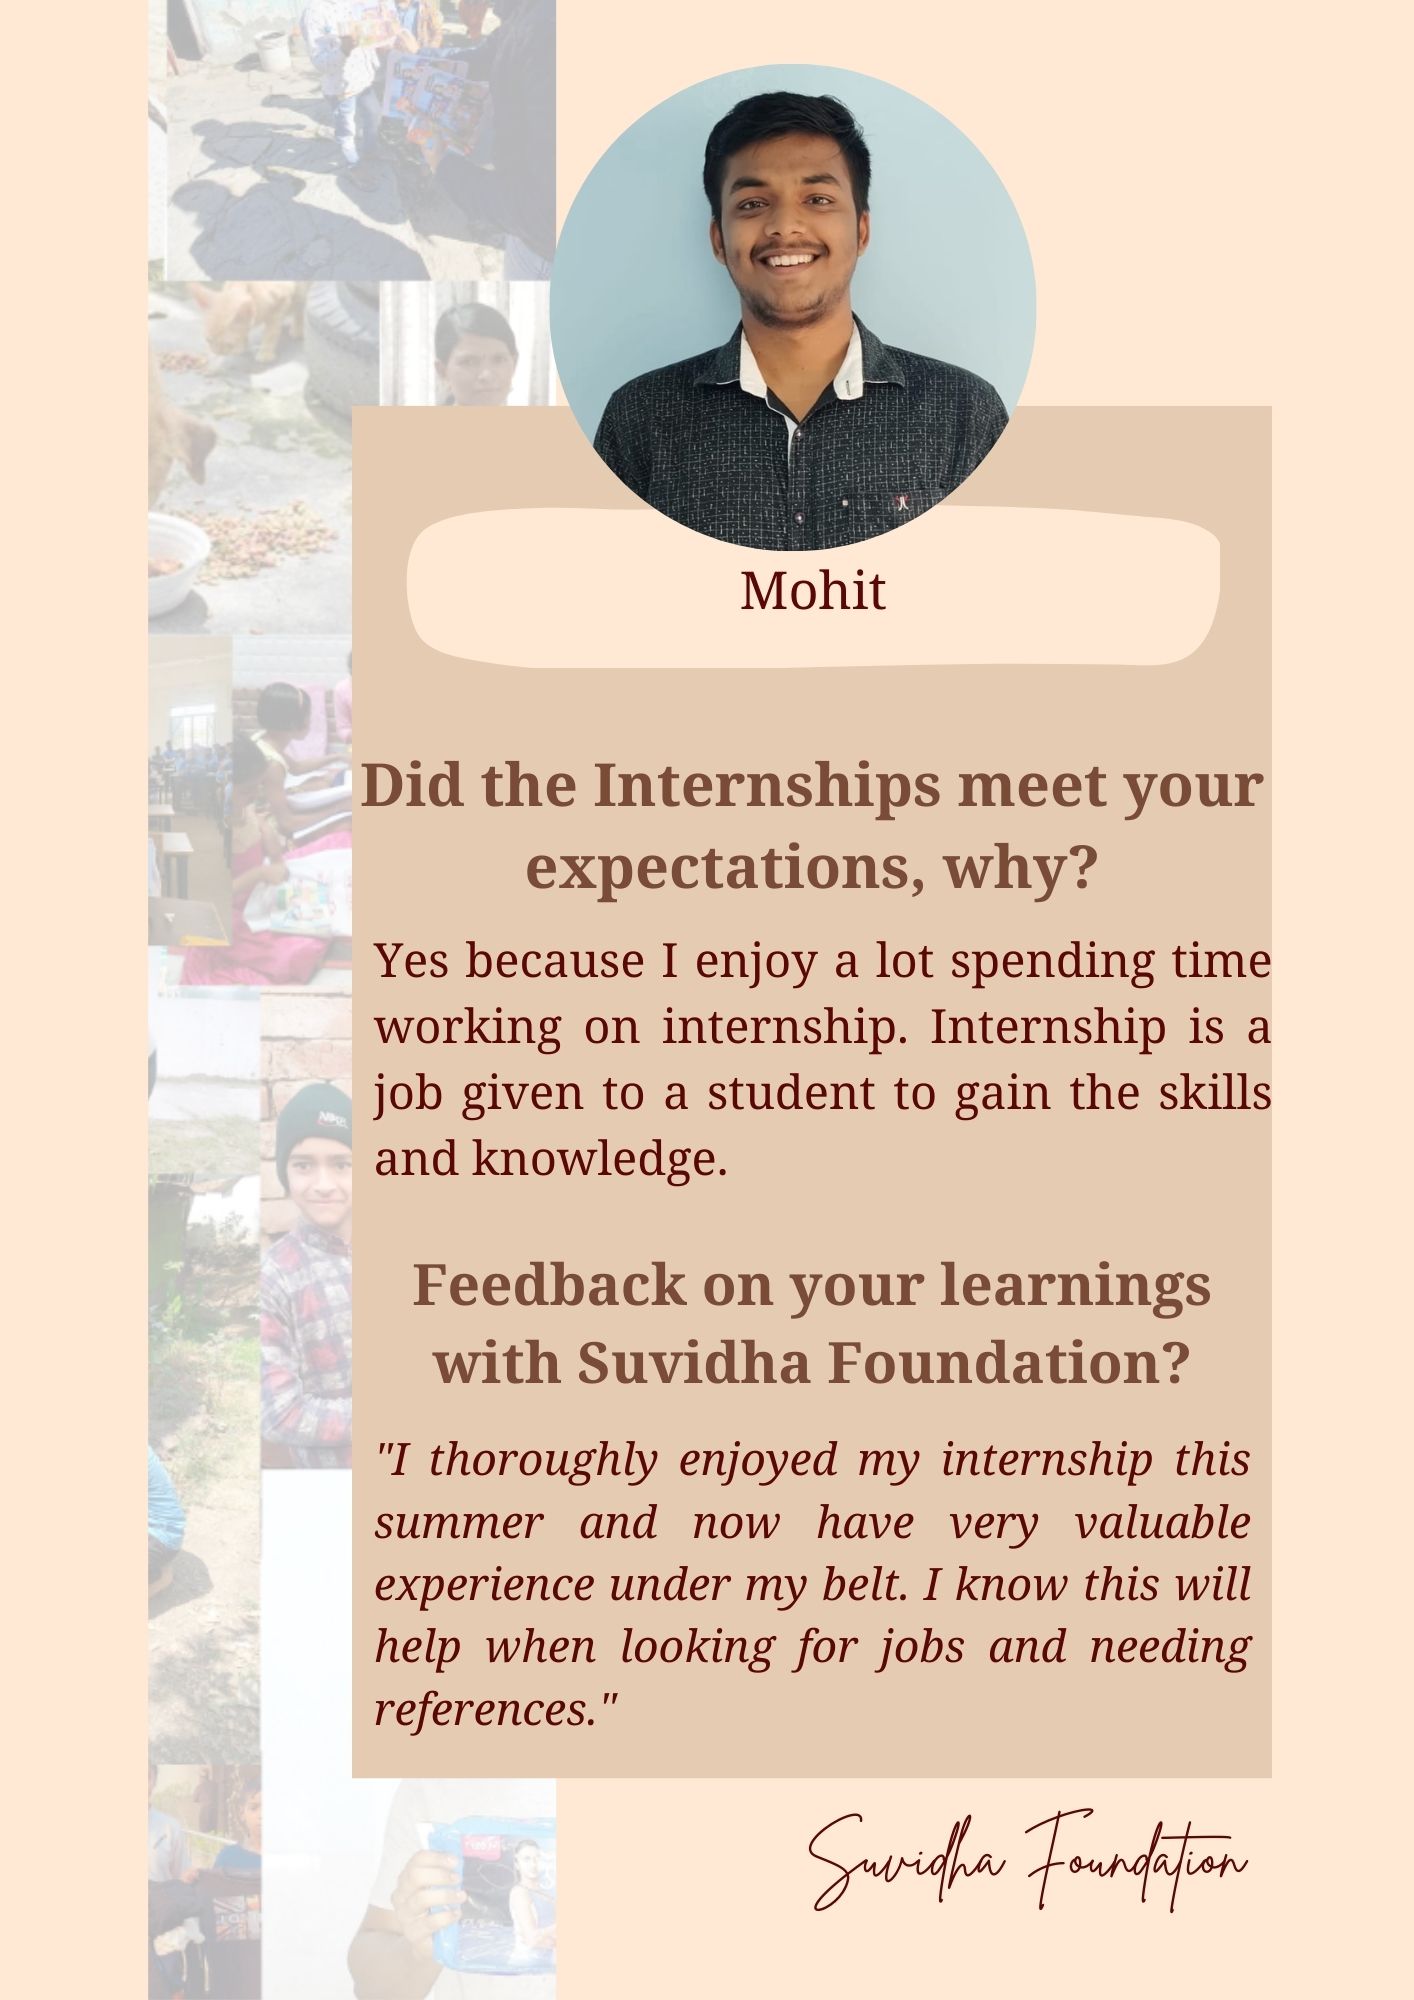 Mohit
Did the Internships meet your
expectations, why?
Yes because I enjoy a lot spending time
working on internship. Internship is a
job given to a student to gain the skills
and knowledge.
Feedback on your learnings
with Suvidha Foundation?
"I thoroughly enjoyed my internship this
summer and now have very valuable
experience under my belt. I know this will
help when looking for jobs and needing
references."
Suvidha Foundation